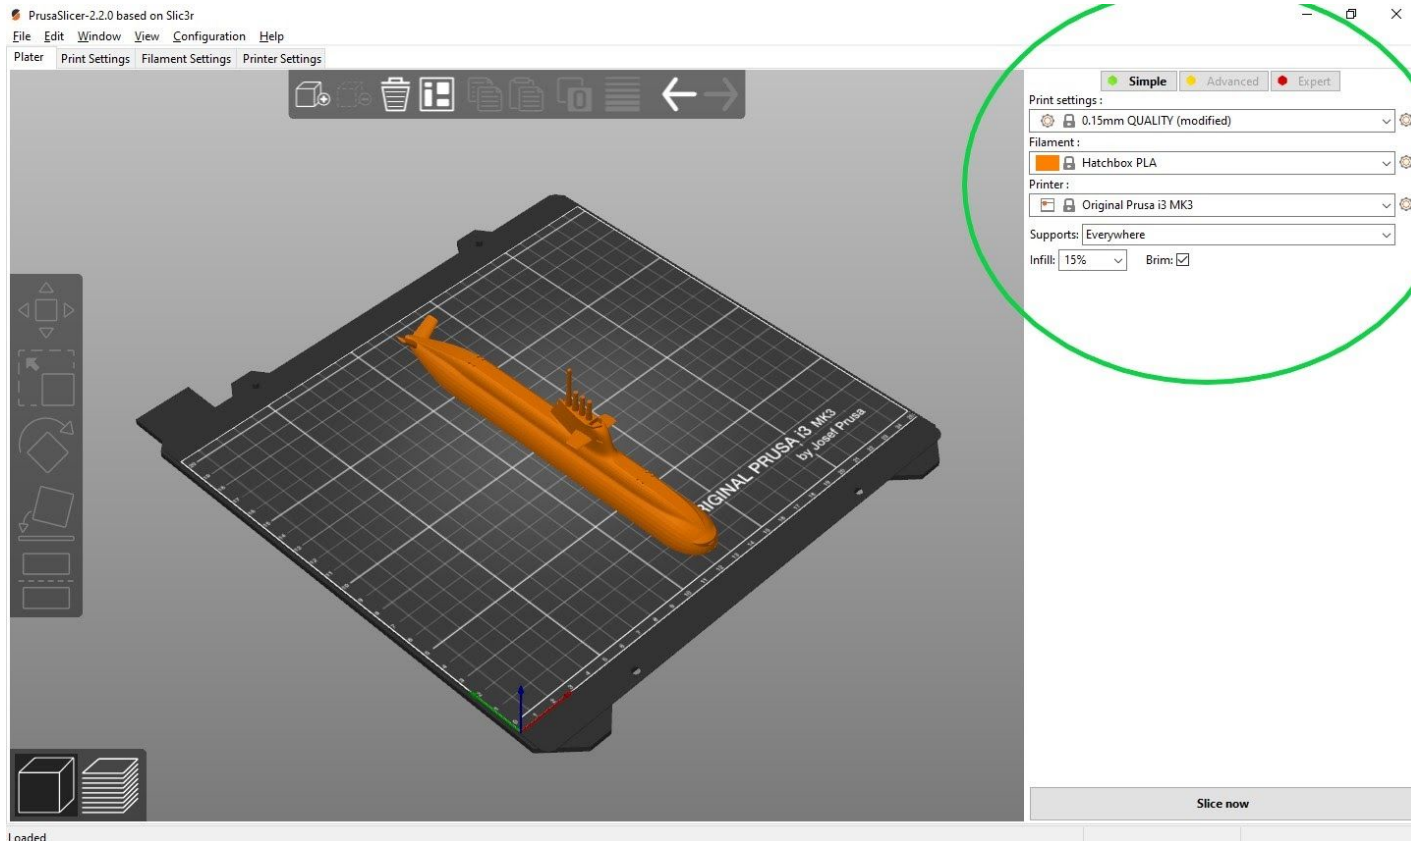 PrusaSlicer-2.2.0 based on Slic3r
File Edit Window View Configuration Help
Plater Print Settings Filament Settings Printer Settings
Simple Advanced Expert
Print settings :
0.15mm QUALITY (modified)
Filament :
Hatchbox PLA
Printer :
Original Prusa i3 MK3
Supports: Everywhere
Infill: 15% Brim:
RIGINAL PRUSA i3 MK3
by Josef Prusa
Slice now
Loaded